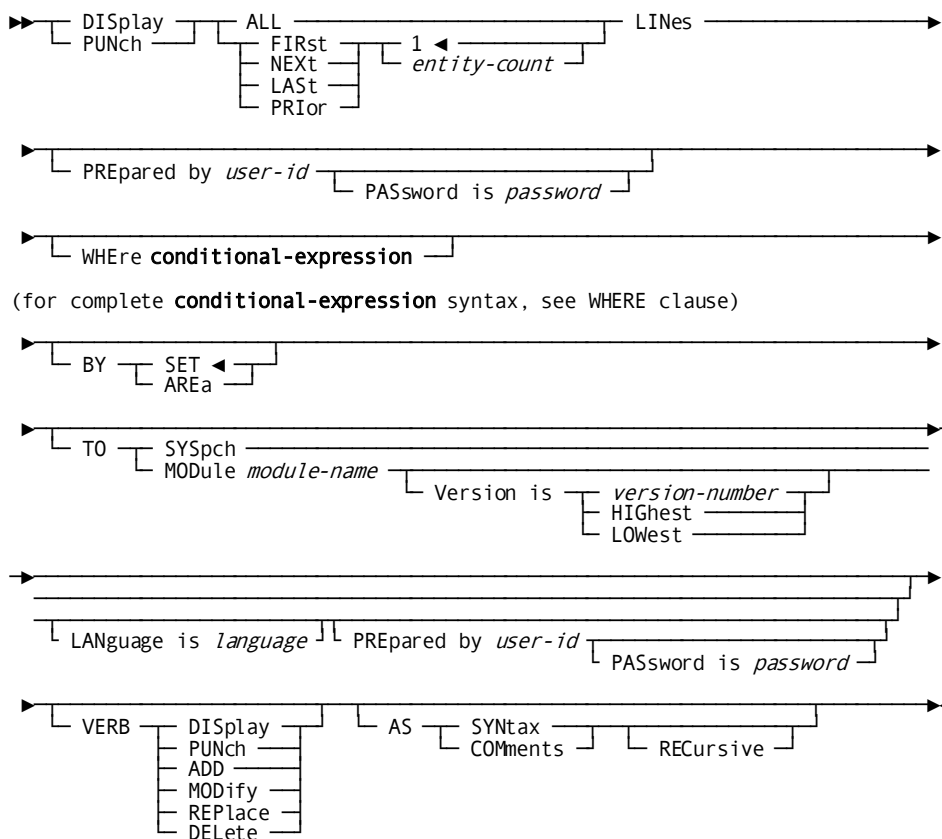 DISplay ALL LINes
PUNch FIRst 1
NEXt entity-count
LASt
PRIor
PREpared by user-id
PASsword is password
WHEre conditional-expression
(for complete conditional-expression syntax, see WHERE clause)
BY SET
AREa
TO SYSpch
MODule module-name
Version is version-number
HIGhest
LOWest
LANguage is language PREpared by user-id
PASsword is password
VERB DISplay AS SYNtax
PUNch COMments RECursive
ADD
MODify
REPlace
DELete